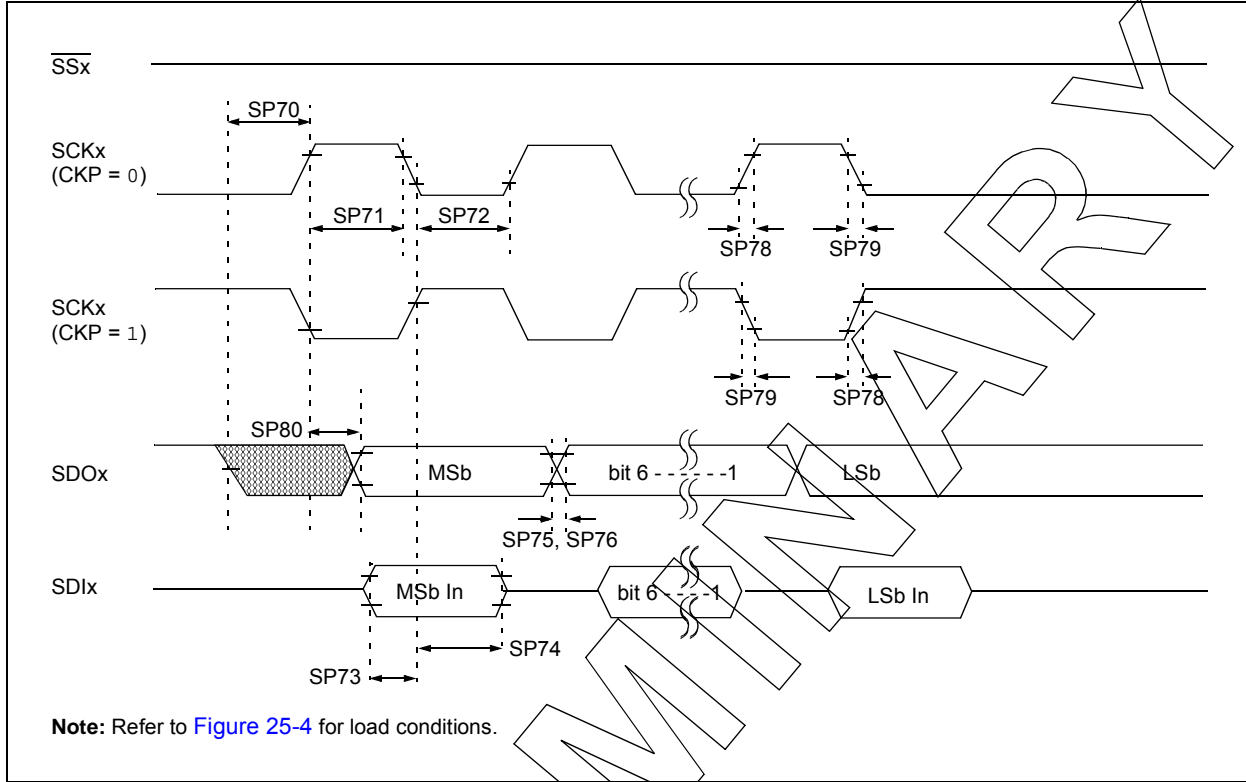 SSx
SP70
SCKx
(CKP = 0)
SP71
SP72
SP78
SP79
SCKx
(CKP = 1)
SP79
SP78
SP80
SDOx
MSb
bit 6 - - - - - -1
LSb
SP75, SP76
SDIx
MSb In
bit 6 - - - - -1
LSb In
SP74
SP73
Note: Refer to Figure 25-4 for load conditions.
MINARY